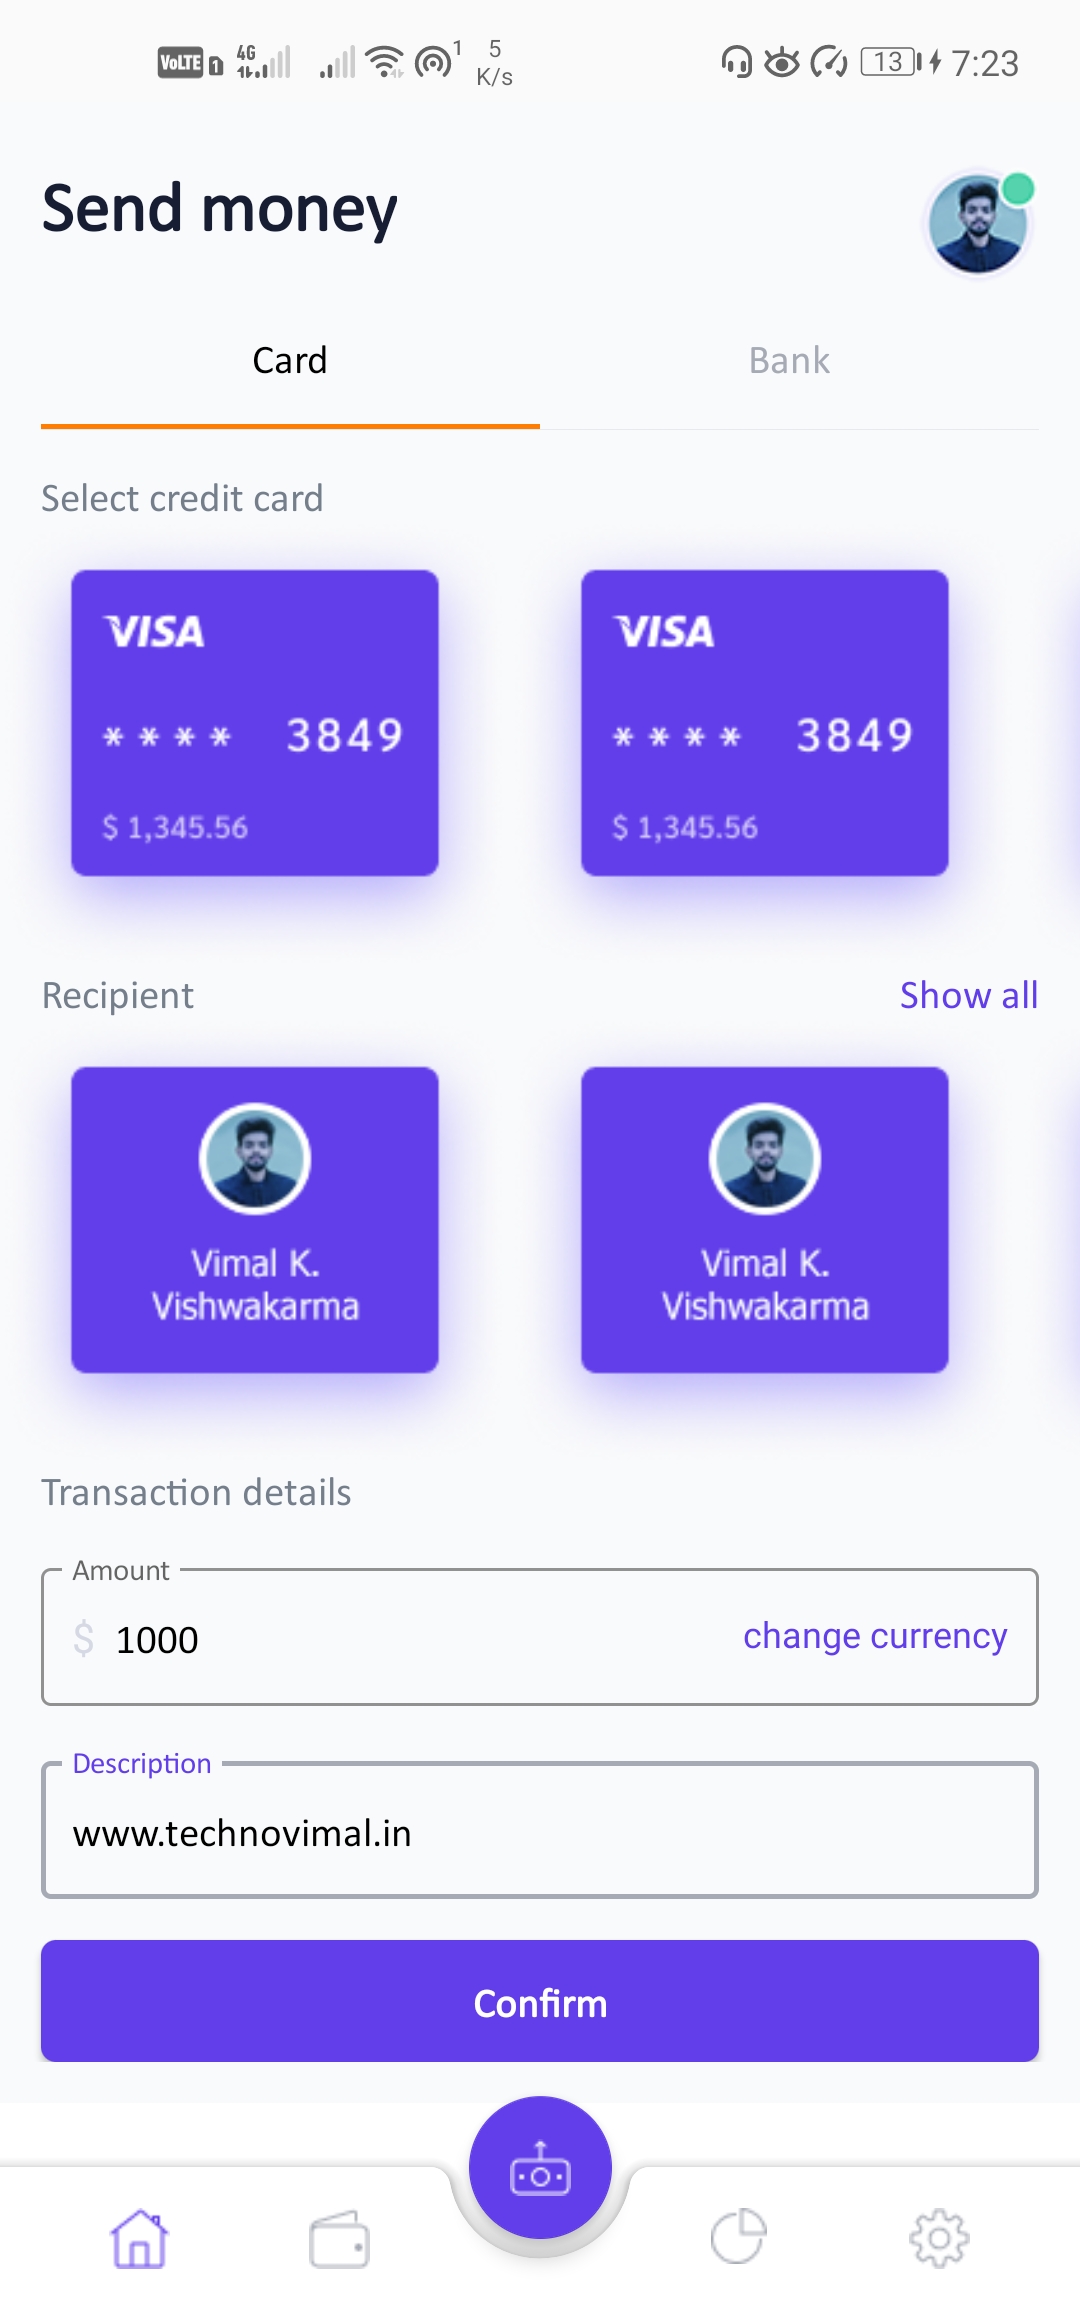 VoLTE 1 4G 1 5 K/s 13 7:23
Send money
Card Bank
Select credit card
VISA VISA
* * * * 3849 * * * * 3849
$ 1,345.56 $ 1,345.56
Recipient Show all
Vimal K. Vimal K.
Vishwakarma Vishwakarma
Transaction details
Amount
$ 1000 change currency
Description
www.technovimal.in
Confirm